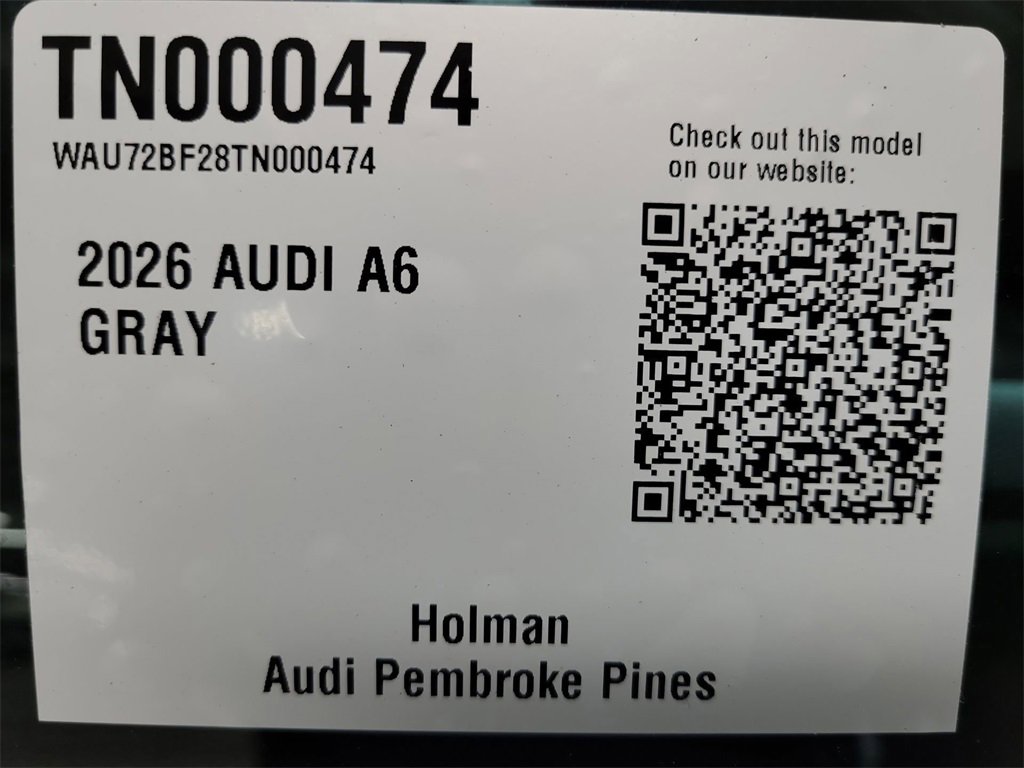 TN000474
WAU72BF28TN000474
2026 AUDI A6
GRAY
Check out this model
on our website:
Holman
Audi Pembroke Pines